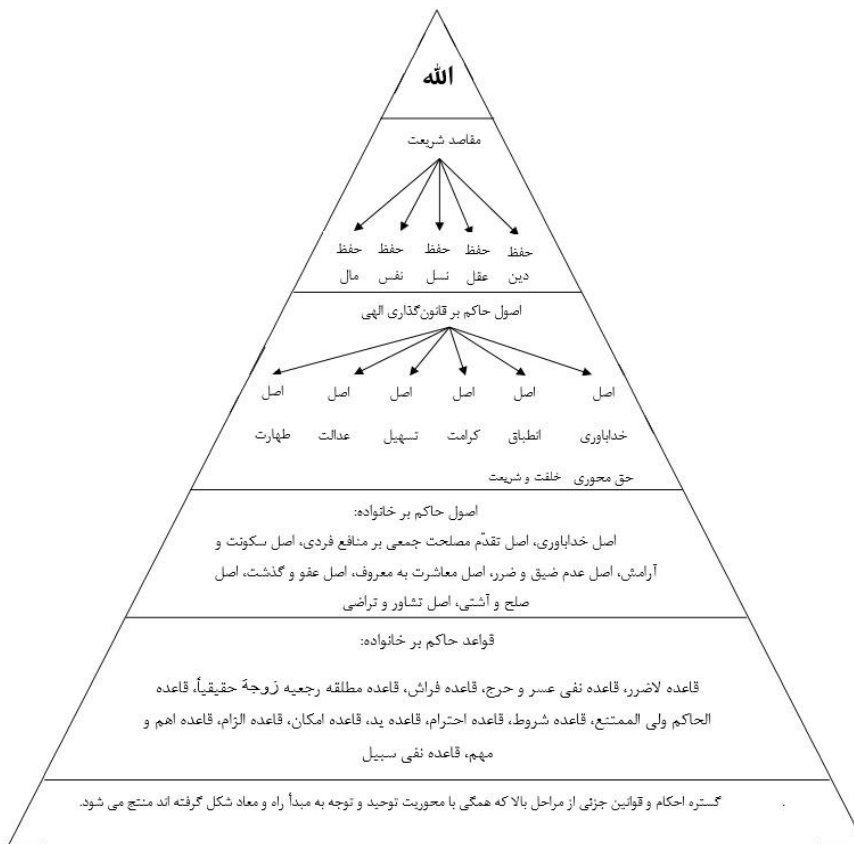 الله
مقاصد شریعت
حفظ حفظ حفظ حفظ حفظ
دین عقل نسل نفس مال
اصول حاکم بر قانون‌گذاری الهی
اصل اصل اصل اصل اصل اصل
خداباوری انطباق کرامت تسهیل عدالت طهارت
حق محوری خلقت و شریعت
اصول حاکم بر خانواده:
اصل خداباوری، اصل تقدّم مصلحت جمعی بر منافع فردی، اصل سکونت و
آرامش، اصل عدم ضیق و ضرر، اصل معاشرت به معروف، اصل عفو و گذشت، اصل
صلح و آشتی، اصل تشاور و تراضی
قواعد حاکم بر خانواده:
قاعده لاضرر، قاعده نفی عسر و حرج، قاعده فراش، قاعده مطلقه رجعیه زوجة حقیقیاً، قاعده
الحاکم ولی الممتنع، قاعده شروط، قاعده احترام، قاعده ید، قاعده امکان، قاعده الزام، قاعده اهم و
مهم، قاعده نفی سبیل
گستره احکام و قوانین جزئی از مراحل بالا که همگی با محوریت توحید و توجه به مبدأ راه و معاد شکل گرفته اند منتج می شود.